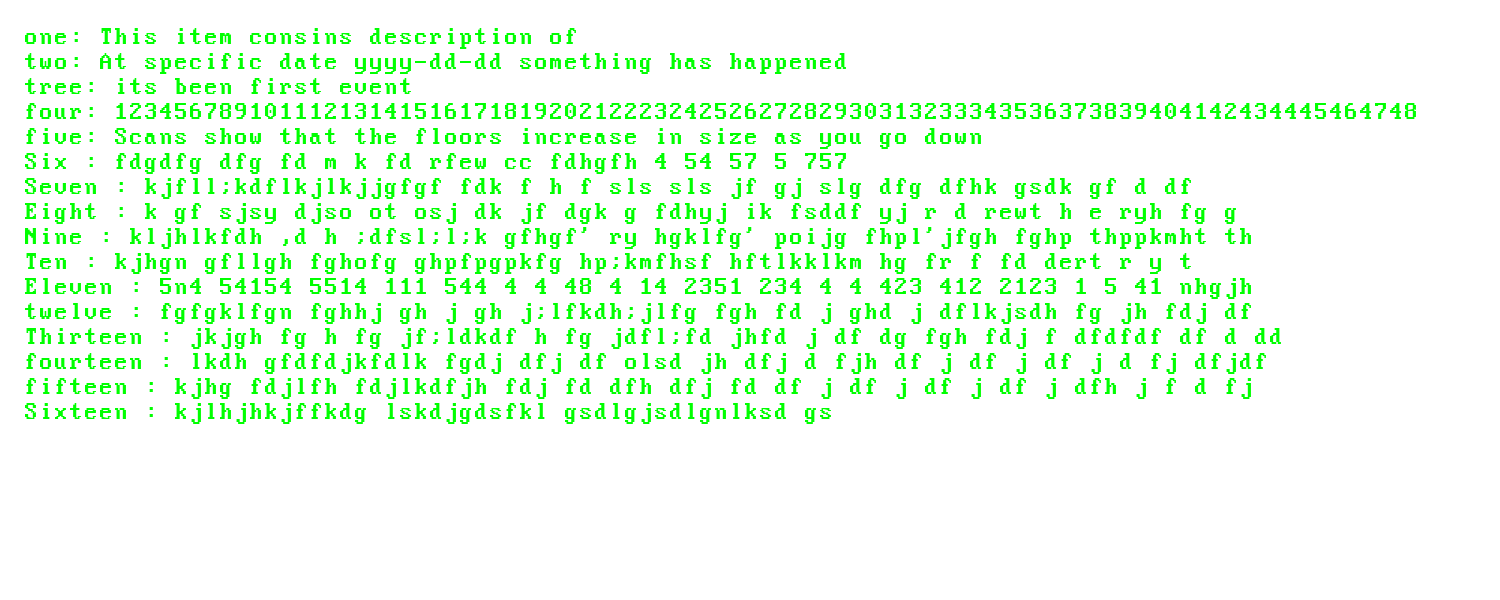 one: This item consins description of
two: At specific date yyyy-dd-dd something has happened
tree: its been first event
four: 123456789101112131415161718192021222324252627282930313233343536373839404142434445464748
five: Scans show that the floors increase in size as you go down
Six : fdgdfg dfg fd m k fd rfew cc fdhgfh 4 54 57 5 757
Seven : kjfll;kdflkjlkjjgfgf fdk f h f sls sls jf gj slg dfg dfhk gsdk gf d df
Eight : k gf sjsy djso ot osj dk jf dgk g fdhyj ik fsddf yj r d rewt h e ryh fg g
Nine : kljhlkfdh ,d h ;dfsl;l;k gfhgf' ry hgklfg' poijg fhpl'jfgh fghp thppkmht th
Ten : kjhgn gfllgh fghofg ghpfpgpkfg hp;kmfhsf hftlkklkm hg fr f fd dert r y t
Eleven : 5n4 54154 5514 111 544 4 4 48 4 14 2351 234 4 4 423 412 2123 1 5 41 nhgjh
twelve : fgfgklfgn fghhj gh j gh j;lfkdh;jlfg fgh fd j ghd j dflkjsdh fg jh fdj df
Thirteen : jkjgh fg h fg jf;ldkdf h fg jdfl;fd jhfd j df dg fgh fdj f dfdfdf df d dd
fourteen : lkdh gfdfdjkfdlk fgdj dfj df olsd jh dfj d fjh df j df j df j d fj dfjdf
fifteen : kjhg fdjlfh fdjlkdfjh fdj fd dfh dfj fd df j df j df j df j dfh j f d fj
Sixteen : kjlhjhkjffkdg lskdjgdsfkl gsdlgjsdlgnlksd gs